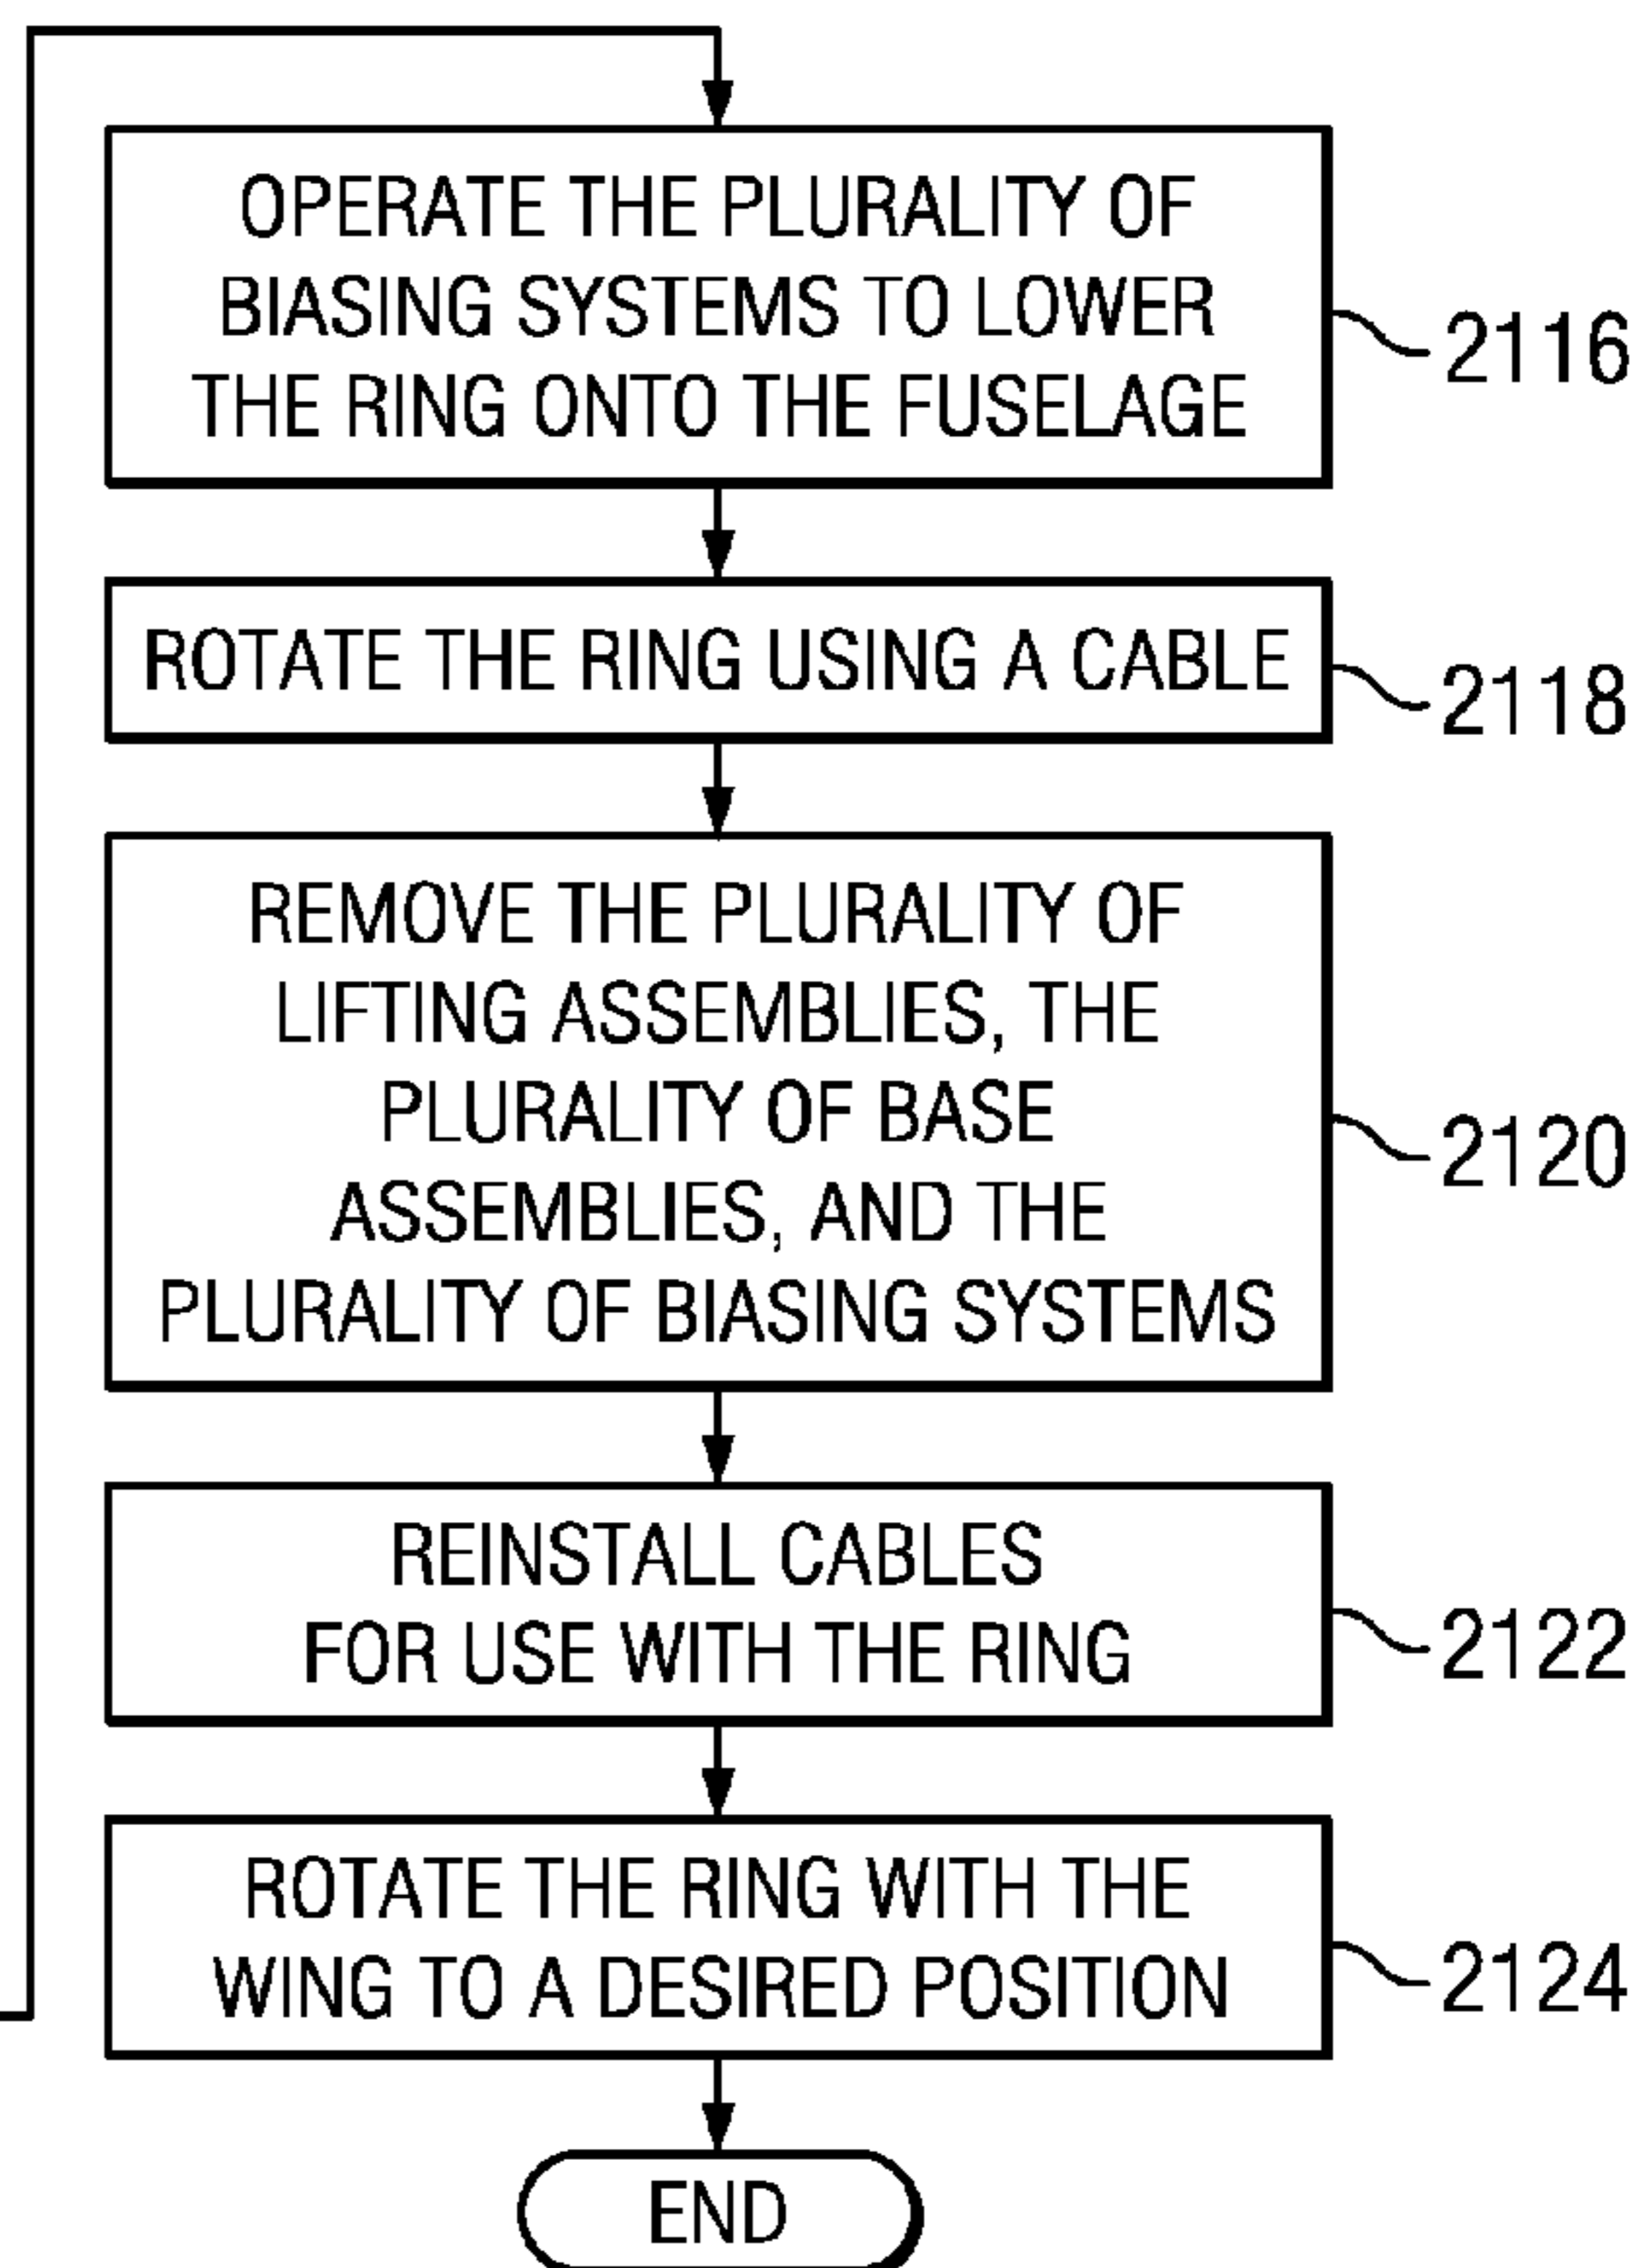 OPERATE THE PLURALITY OF
BIASING SYSTEMS TO LOWER
THE RING ONTO THE FUSELAGE
2116
ROTATE THE RING USING A CABLE
2118
REMOVE THE PLURALITY OF
LIFTING ASSEMBLIES, THE
PLURALITY OF BASE
ASSEMBLIES, AND THE
PLURALITY OF BIASING SYSTEMS
2120
REINSTALL CABLES
FOR USE WITH THE RING
2122
ROTATE THE RING WITH THE
WING TO A DESIRED POSITION
2124
END